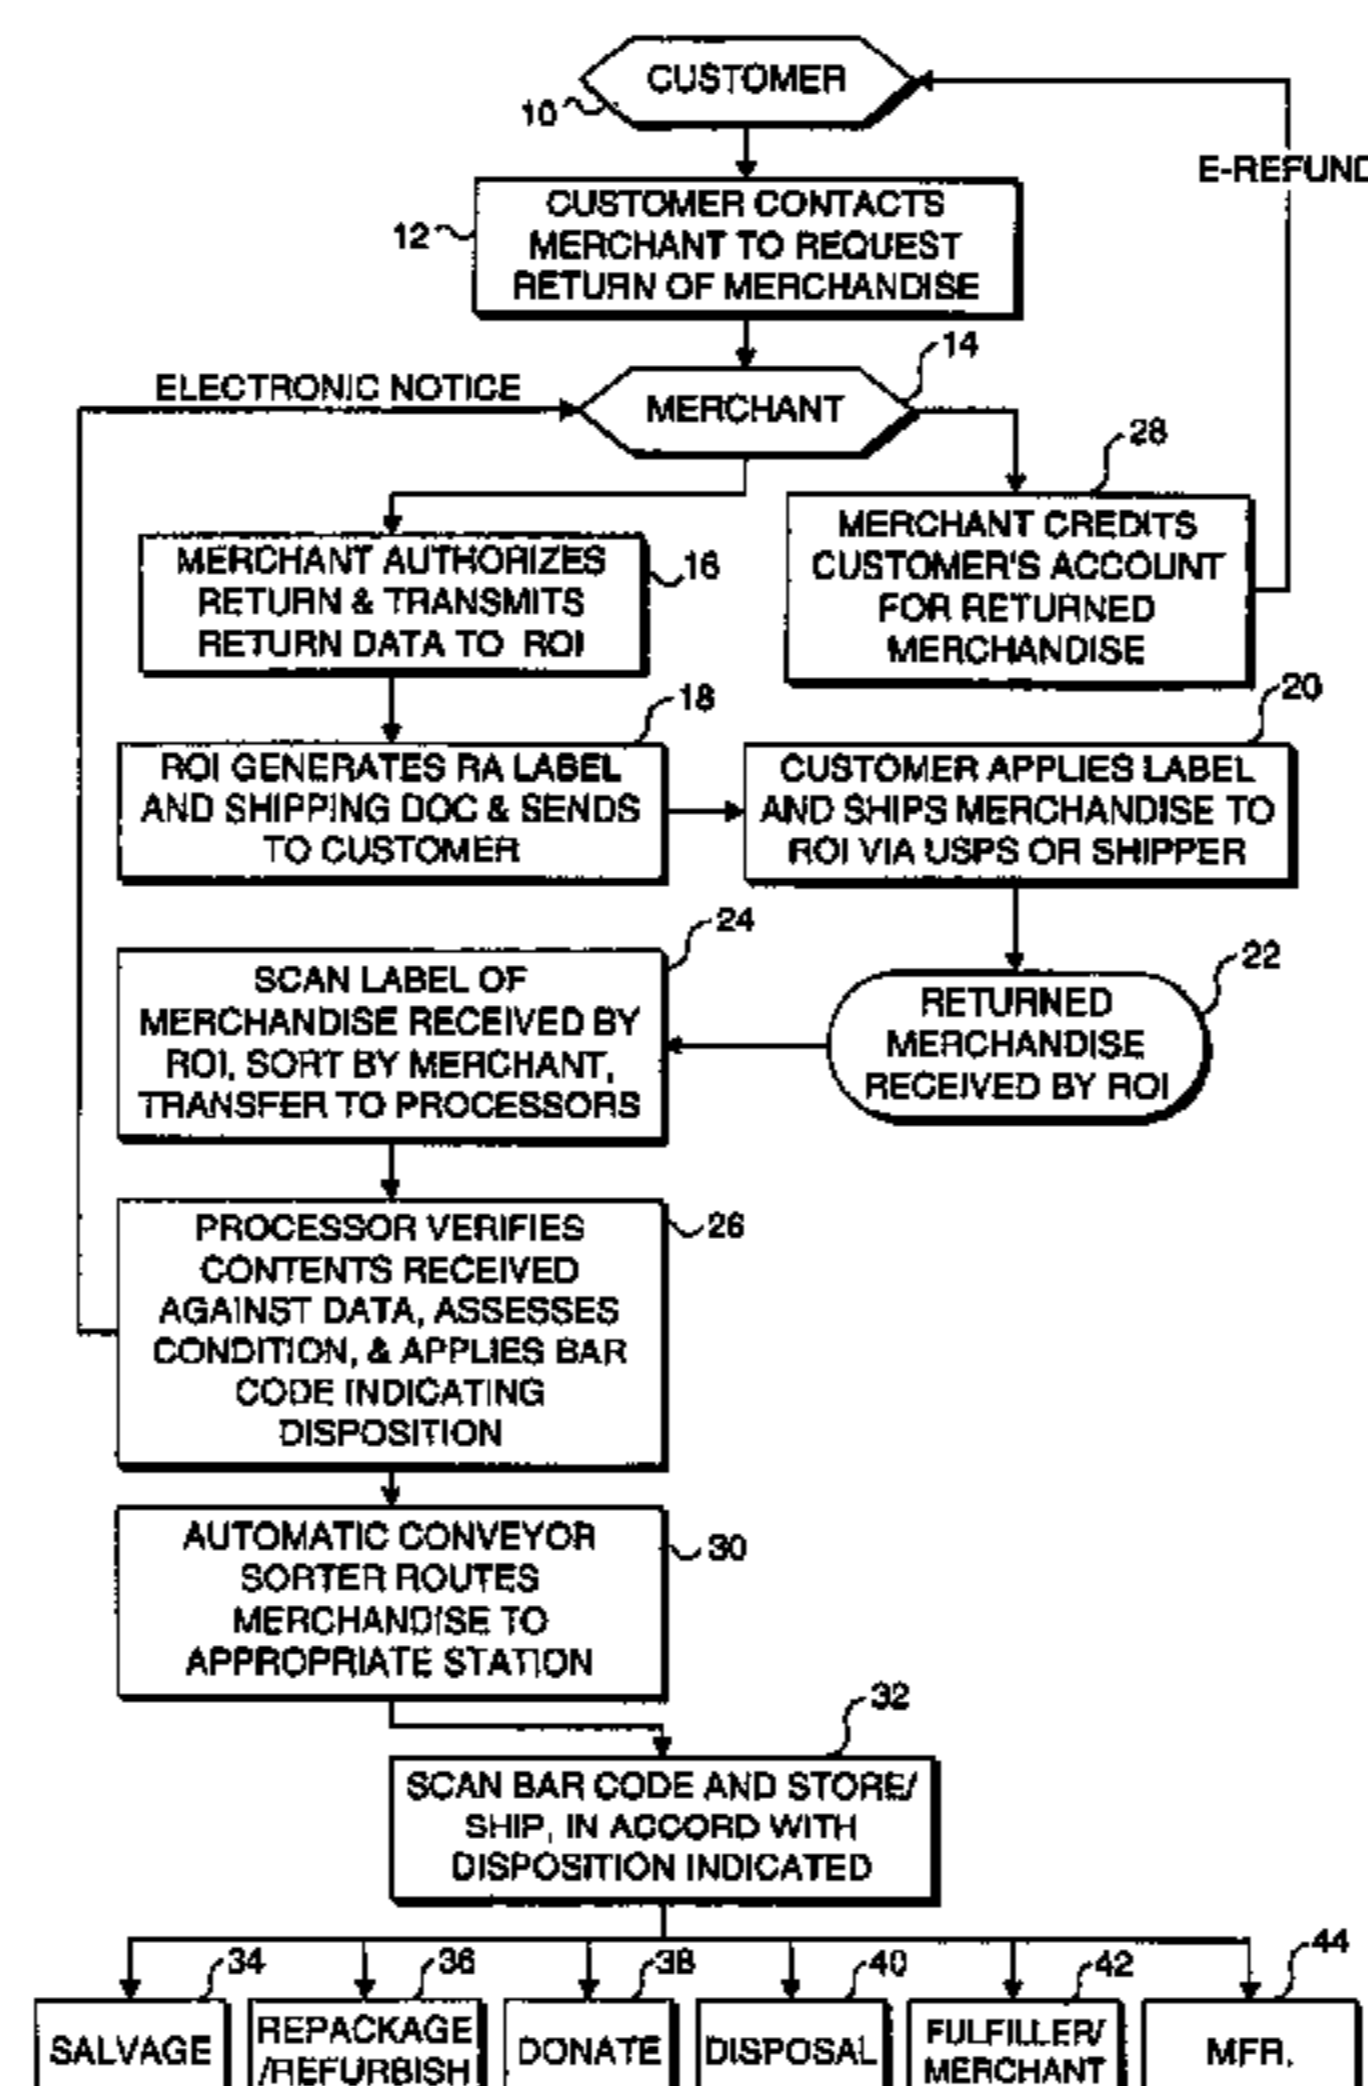 CUSTOMER
10
E-REFUND
CUSTOMER CONTACTS
MERCHANT TO REQUEST
RETURN OF MERCHANDISE
12
14
ELECTRONIC NOTICE
MERCHANT
28
MERCHANT CREDITS
CUSTOMER'S ACCOUNT
FOR RETURNED
MERCHANDISE
MERCHANT AUTHORIZES
RETURN & TRANSMITS
RETURN DATA TO ROI
16
18
ROI GENERATES RA LABEL
AND SHIPPING DOC & SENDS
TO CUSTOMER
20
CUSTOMER APPLIES LABEL
AND SHIPS MERCHANDISE TO
ROI VIA USPS OR SHIPPER
22
RETURNED
MERCHANDISE
RECEIVED BY ROI
24
SCAN LABEL OF
MERCHANDISE RECEIVED BY
ROI, SORT BY MERCHANT,
TRANSFER TO PROCESSORS
26
PROCESSOR VERIFIES
CONTENTS RECEIVED
AGAINST DATA, ASSESSES
CONDITION, & APPLIES BAR
CODE INDICATING
DISPOSITION
30
AUTOMATIC CONVEYOR
SORTER ROUTES
MERCHANDISE TO
APPROPRIATE STATION
32
SCAN BAR CODE AND STORE/
SHIP, IN ACCORD WITH
DISPOSITION INDICATED
34
SALVAGE
36
REPACKAGE
/REFURBISH
38
DONATE
40
DISPOSAL
42
FULFILLER/
MERCHANT
44
MFR.